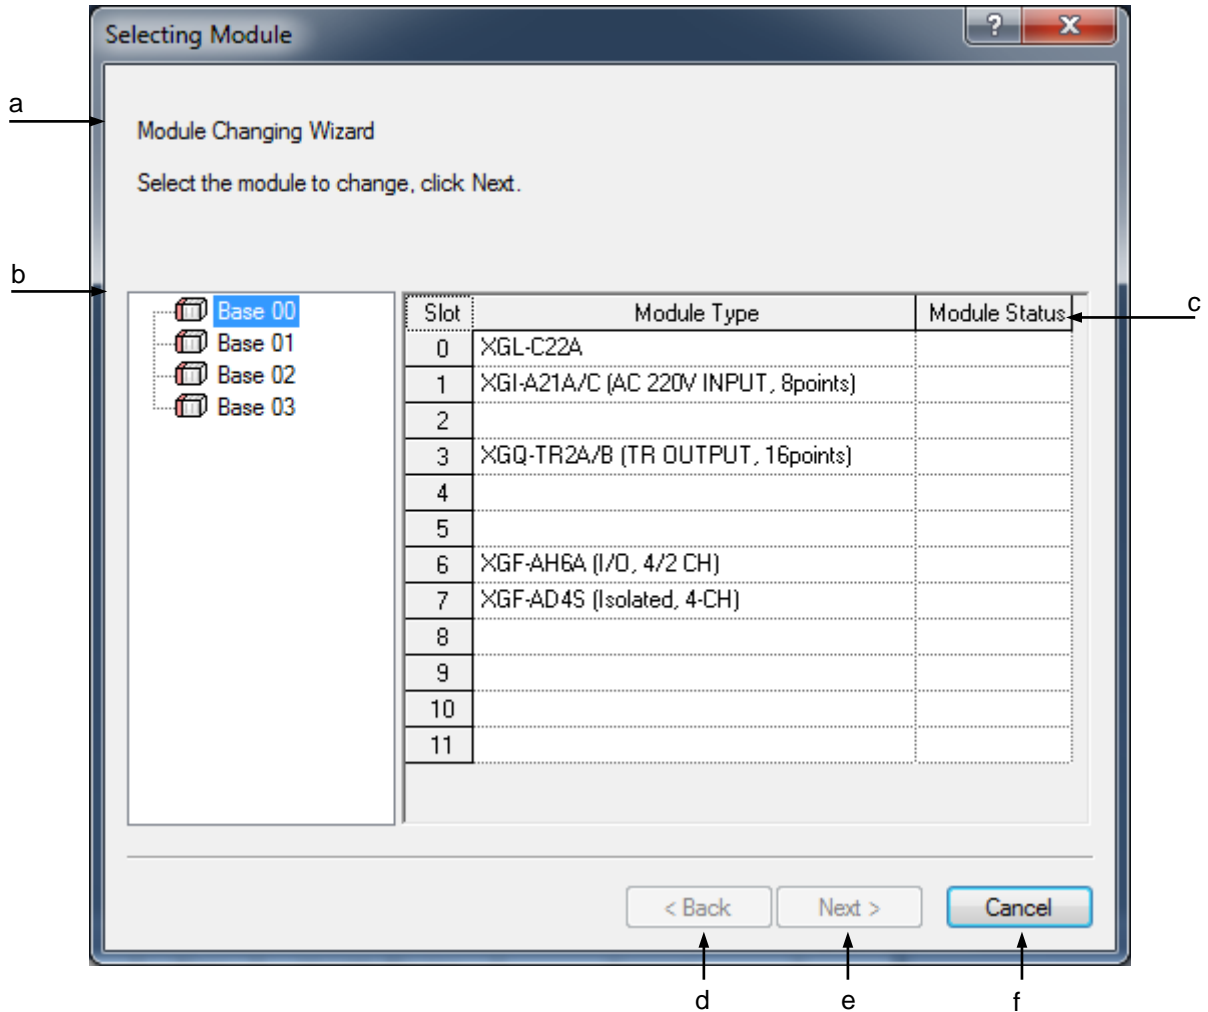 Selecting Module ? X
a
Module Changing Wizard
Select the module to change, click Next.
b
Base 00
Base 01
Base 02
Base 03
Slot Module Type Module Status
c
0 XGL-C22A
1 XGI-A21A/C (AC 220V INPUT, 8points)
2
3 XGQ-TR2A/B (TR OUTPUT, 16points)
4
5
6 XGF-AH6A (I/O, 4/2 CH)
7 XGF-AD4S (Isolated, 4-CH)
8
9
10
11
< Back Next > Cancel
d e f